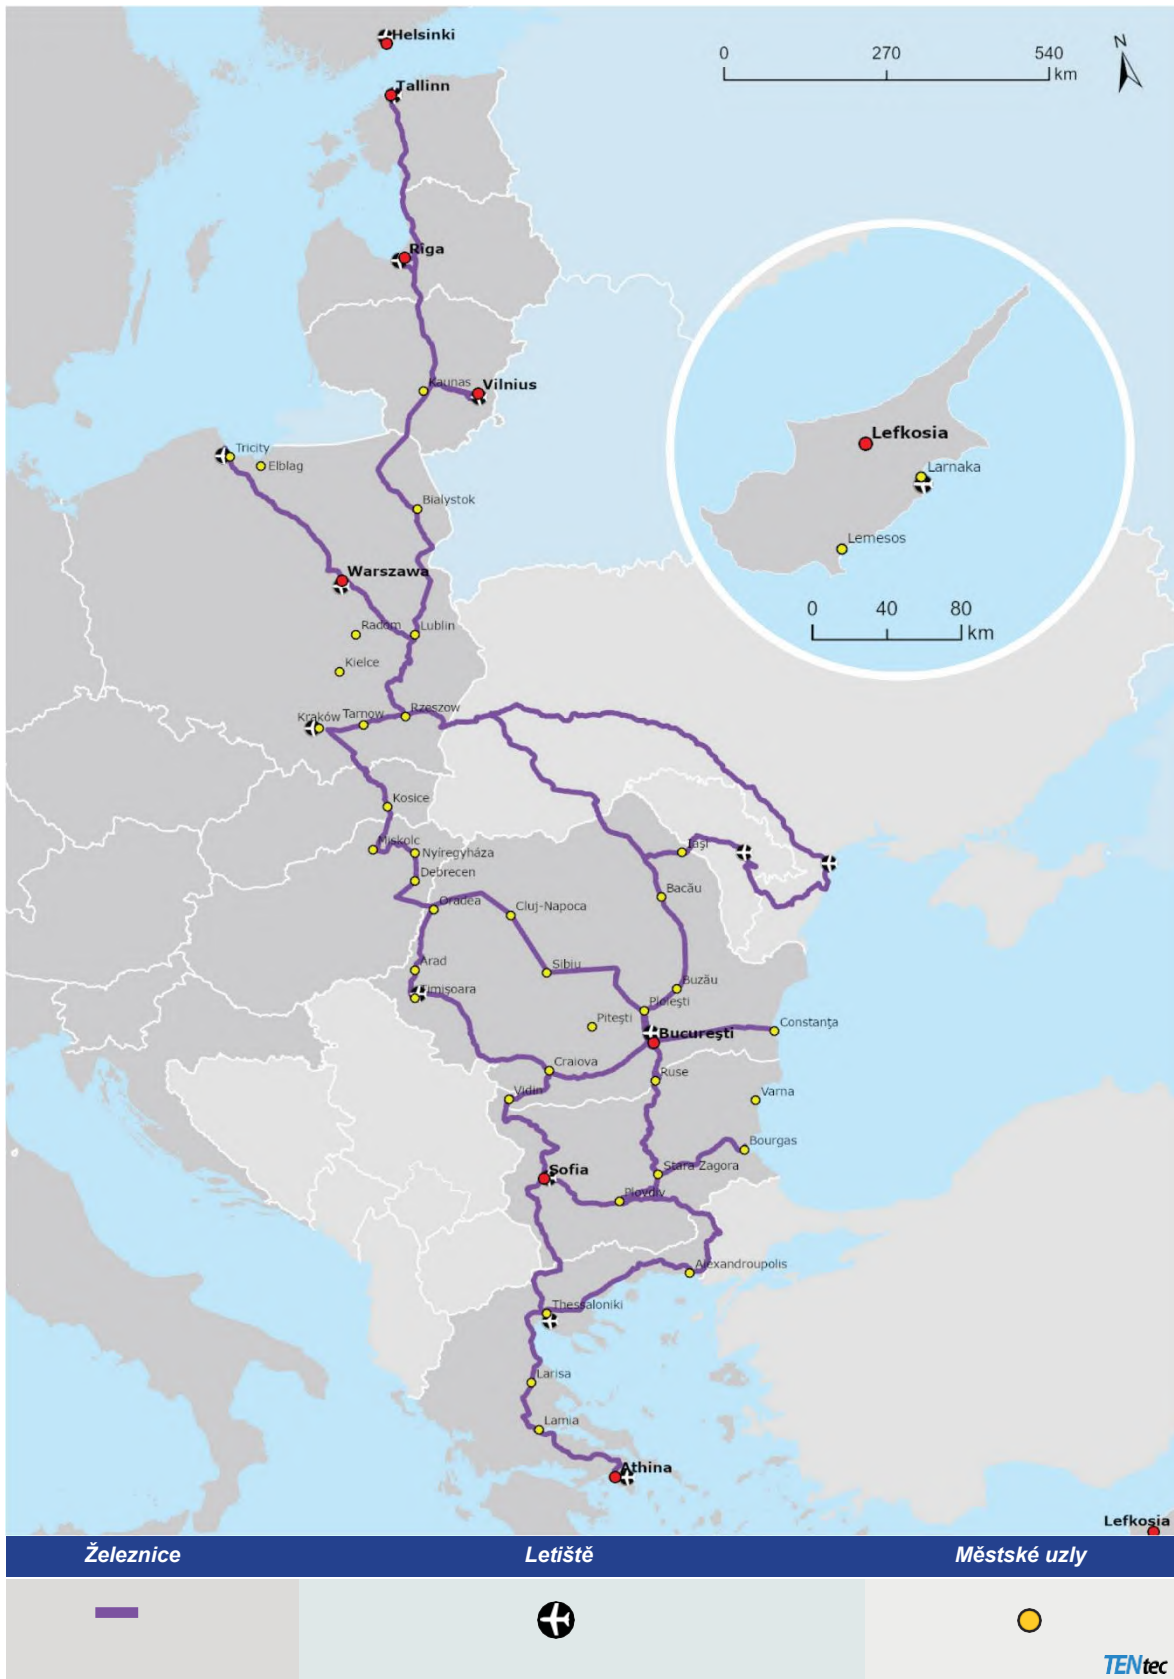 Helsinki
0 270 540
km
N
Tallinn
Rīga
Kaunas
Vilnius
Lefkosia
Larnaka
Lemesos
0 40 80
km
Tricity
Elblag
Bialystok
Warszawa
Radom
Lublin
Kielce
Rzeszow
Kraków
Tarnow
Kosice
Miskolc
Nyíregyháza
Debrecen
Iaşi
Bacău
Oradea
Cluj-Napoca
Arad
Sibiu
Timişoara
Buzău
Ploieşti
Piteşti
Bucureşti
Constanţa
Craiova
Ruse
Vidin
Varna
Bourgas
Sofia
Stara Zagora
Plovdiv
Alexandroupolis
Thessaloniki
Larisa
Lamia
Athina
Lefkosia
Železnice
Letiště
Městské uzly
TENtec